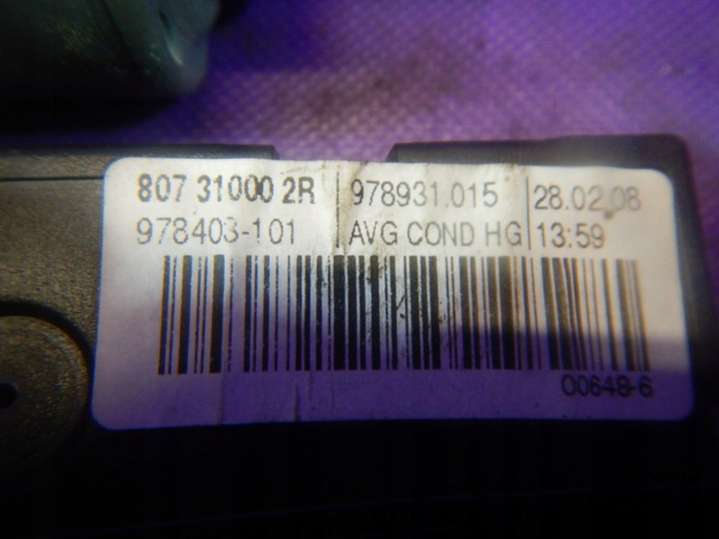 807 31000 2R 978931.015 28.02.08
978403-101 AVG COND HG 13:59
00648-6